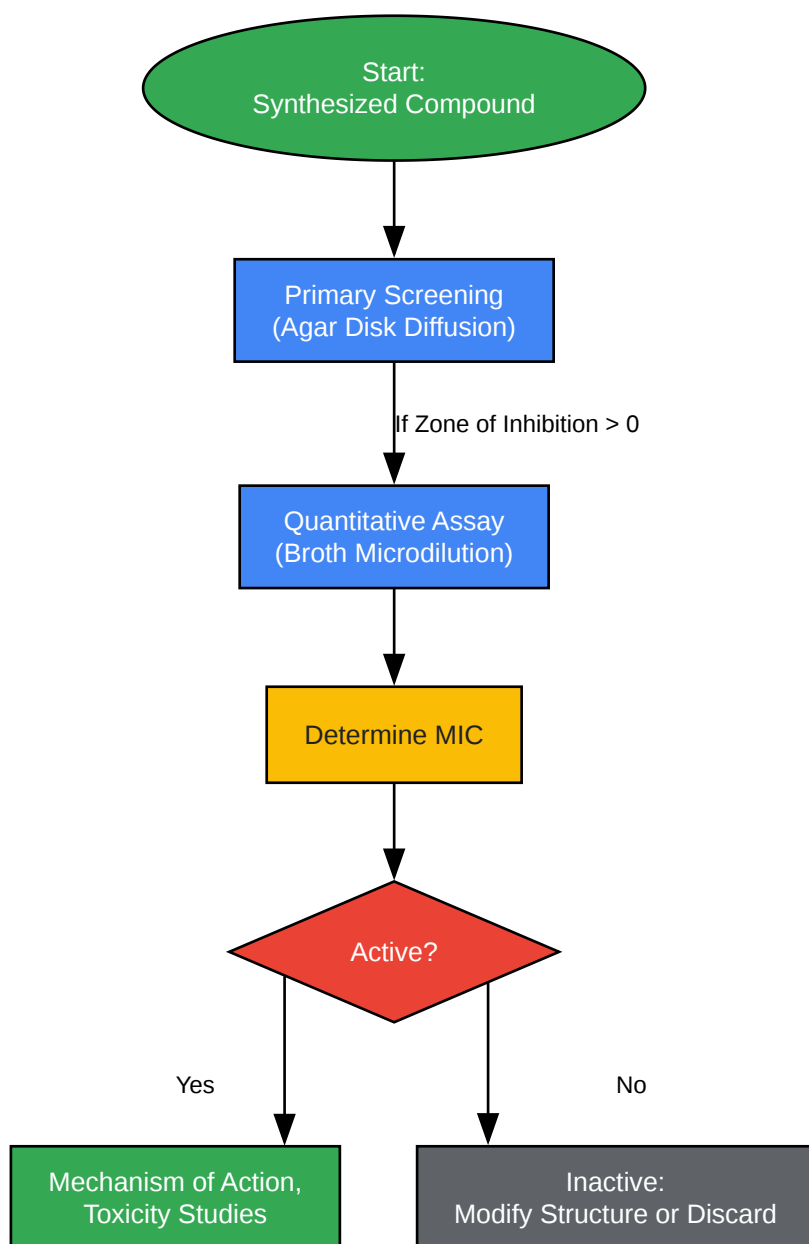 Start:
Synthesized Compound
Primary Screening
(Agar Disk Diffusion)
If Zone of Inhibition > 0
Quantitative Assay
(Broth Microdilution)
Determine MIC
Active?
Yes
No
Mechanism of Action,
Toxicity Studies
Inactive:
Modify Structure or Discard